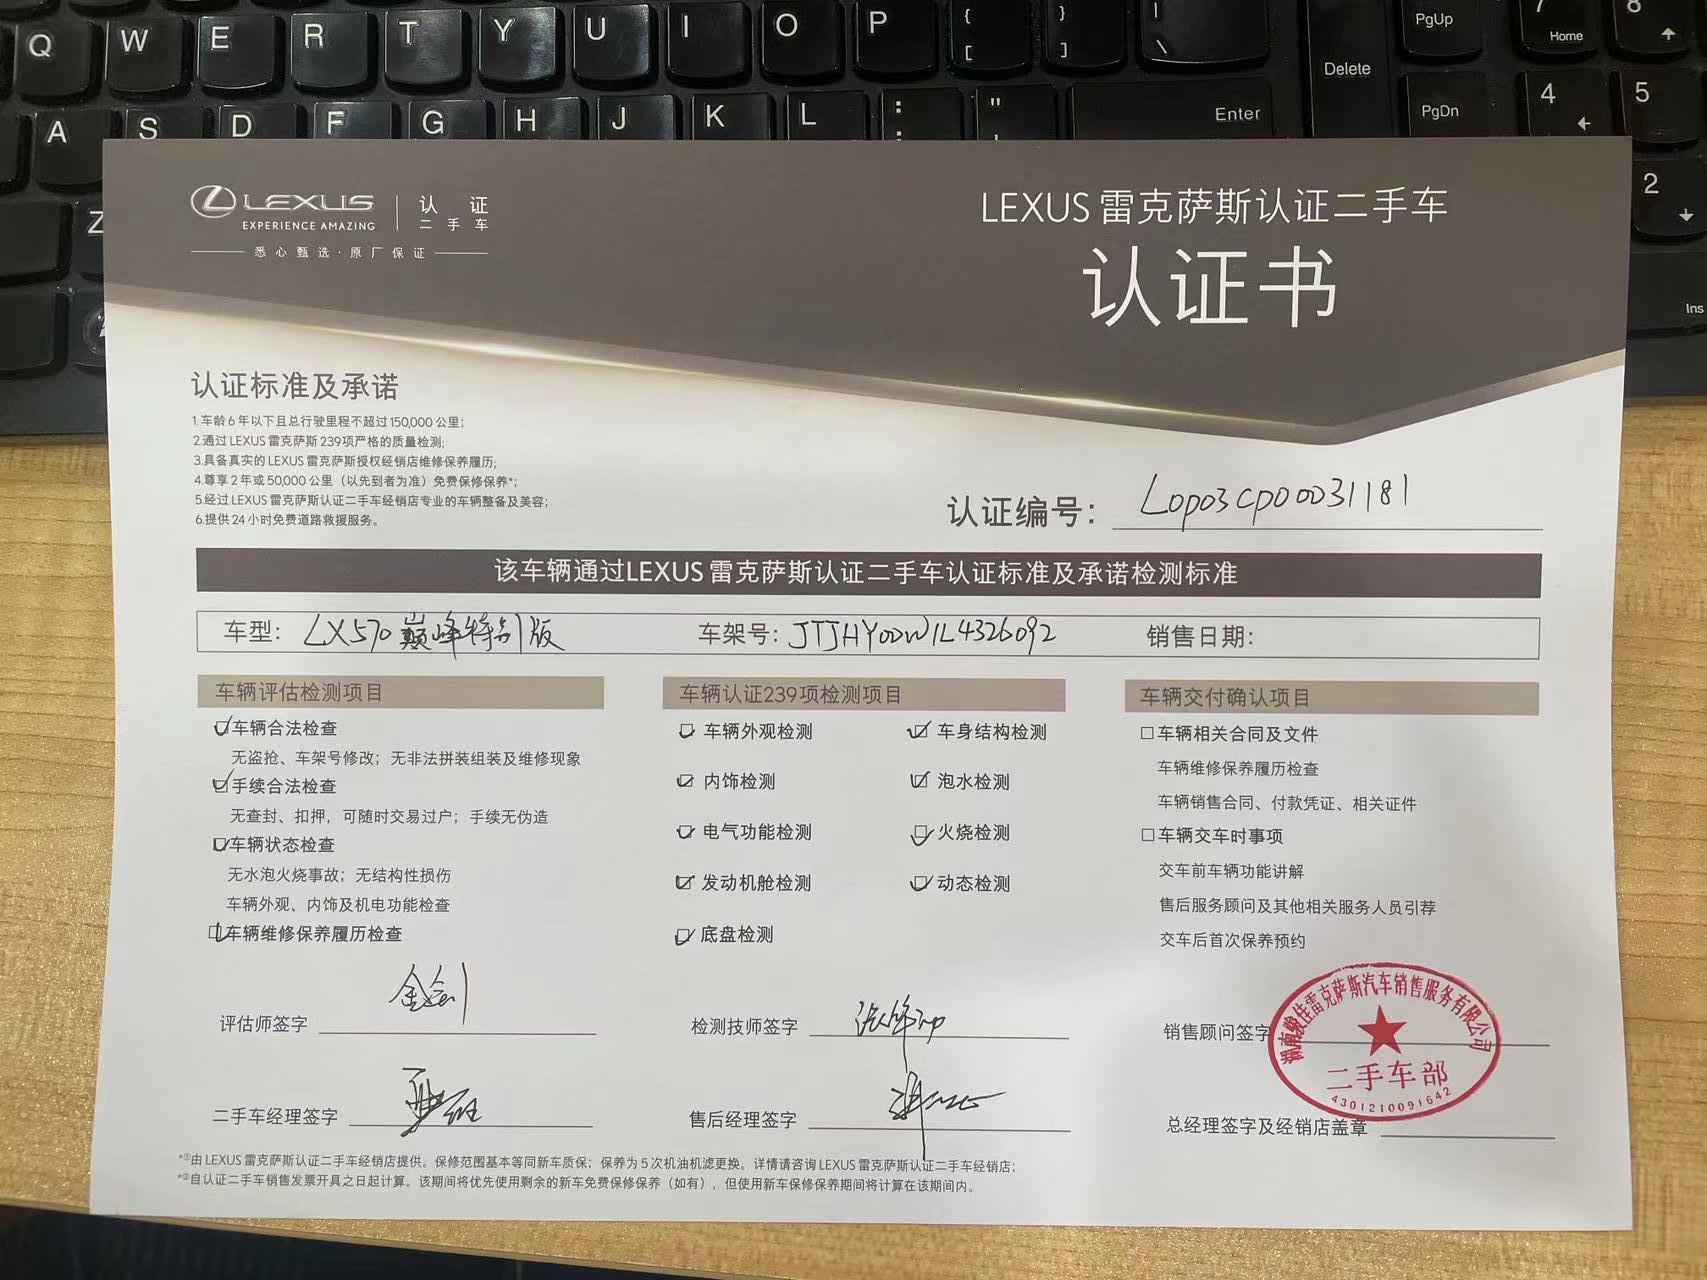 Q W E R T Y U I O P { [ } ] | \ Delete PgUp 7 Home 8
A S D F G H J K L : ; " ' Enter PgDn 4 5
Z 2 Ins
LEXUS 认证
EXPERIENCE AMAZING 二手车
悉心甄选·原厂保证
LEXUS 雷克萨斯认证二手车
认证书
认证标准及承诺
1.车龄6年以下且总行驶里程不超过150,000公里；
2.通过LEXUS雷克萨斯239项严格的质量检测；
3.具备真实的LEXUS雷克萨斯授权经销店维修保养履历；
4.尊享2年或50,000公里（以先到者为准）免费保修保养*；
5.经过LEXUS雷克萨斯认证二手车经销店专业的车辆整备及美容；
6.提供24小时免费道路救援服务。
认证编号： LOP03CP00031181
该车辆通过LEXUS雷克萨斯认证二手车认证标准及承诺检测标准
车型： LX570巅峰特别版 车架号：JTJHY00W1L4326092 销售日期：
车辆评估检测项目
车辆合法检查
无盗抢、车架号修改；无非法拼装组装及维修现象
手续合法检查
无查封、扣押，可随时交易过户；手续无伪造
车辆状态检查
无水泡火烧事故；无结构性损伤
车辆外观、内饰及机电功能检查
车辆维修保养履历检查
车辆认证239项检测项目
车辆外观检测 车身结构检测
内饰检测 泡水检测
电气功能检测 火烧检测
发动机舱检测 动态检测
底盘检测
车辆交付确认项目
车辆相关合同及文件
车辆维修保养履历检查
车辆销售合同、付款凭证、相关证件
车辆交车时事项
交车前车辆功能讲解
售后服务顾问及其他相关服务人员引荐
交车后首次保养预约
评估师签字 检测技师签字 销售顾问签字
二手车经理签字 售后经理签字 总经理签字及经销店盖章
湖南骏佳雷克萨斯汽车销售服务有限公司
二手车部
4301210091642
*①由LEXUS雷克萨斯认证二手车经销店提供。保修范围基本等同新车质保；保养为5次机油机滤更换。详情请咨询LEXUS雷克萨斯认证二手车经销店；
*②自认证二手车销售发票开具之日起计算。该期间将优先使用剩余的新车免费保修保养（如有），但使用新车保修保养期间将计算在该期间内。